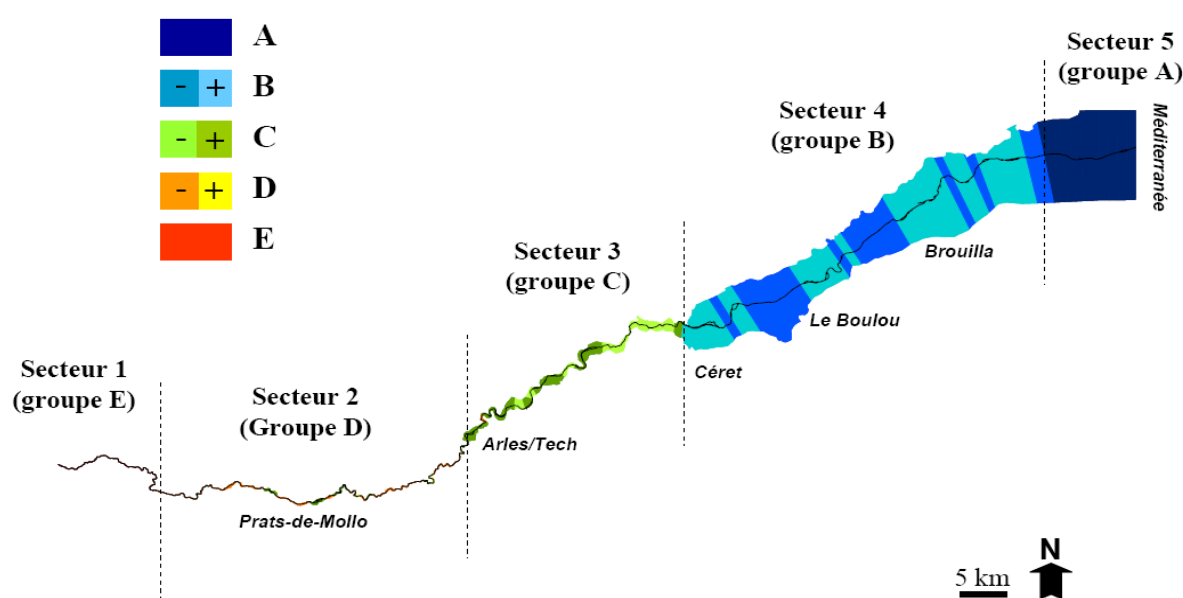 A
- + B
- + C
- + D
E
Secteur 1
(groupe E)
Secteur 2
(Groupe D)
Secteur 3
(groupe C)
Secteur 4
(groupe B)
Secteur 5
(groupe A)
Méditerranée
Brouilla
Le Boulou
Céret
Arles/Tech
Prats-de-Mollo
5 km
N